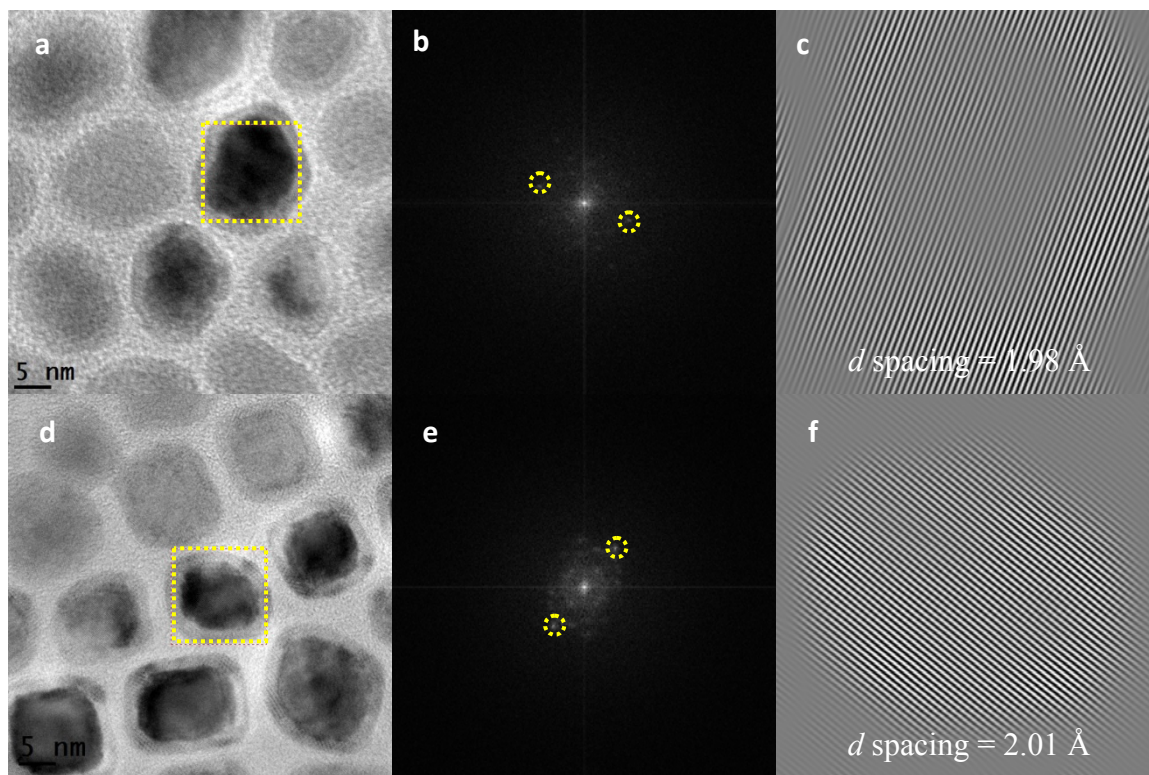 a
b
c
5 nm
d spacing = 1.98 Å
d
e
f
5 nm
d spacing = 2.01 Å